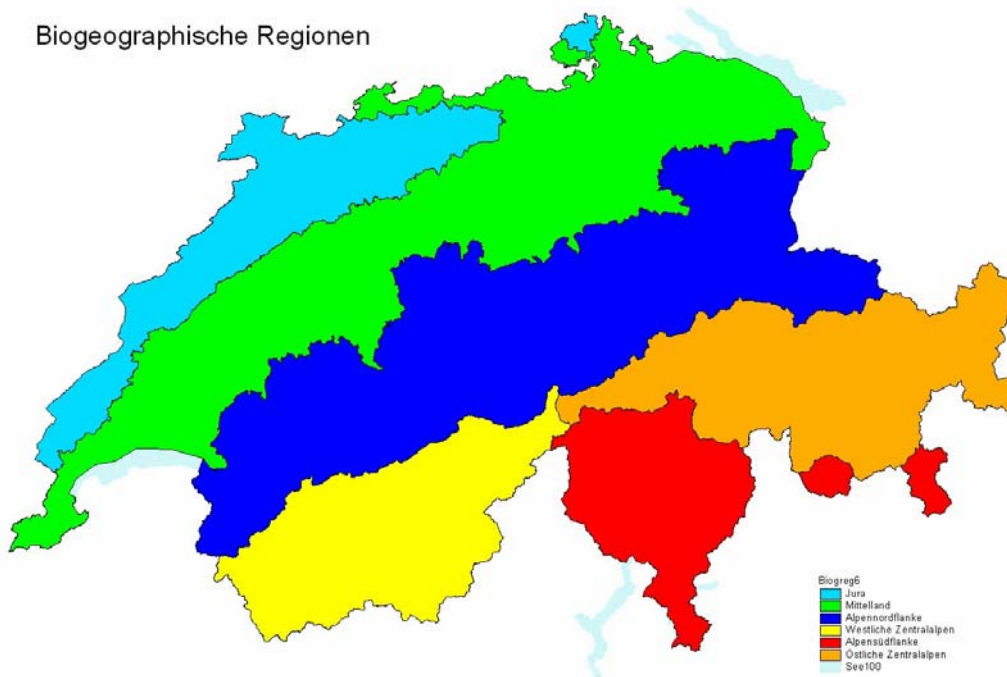 Biogeographische Regionen
Biogreg6
Jura
Mittelland
Alpennordflanke
Westliche Zentralalpen
Alpensüdflanke
Östliche Zentralalpen
See100